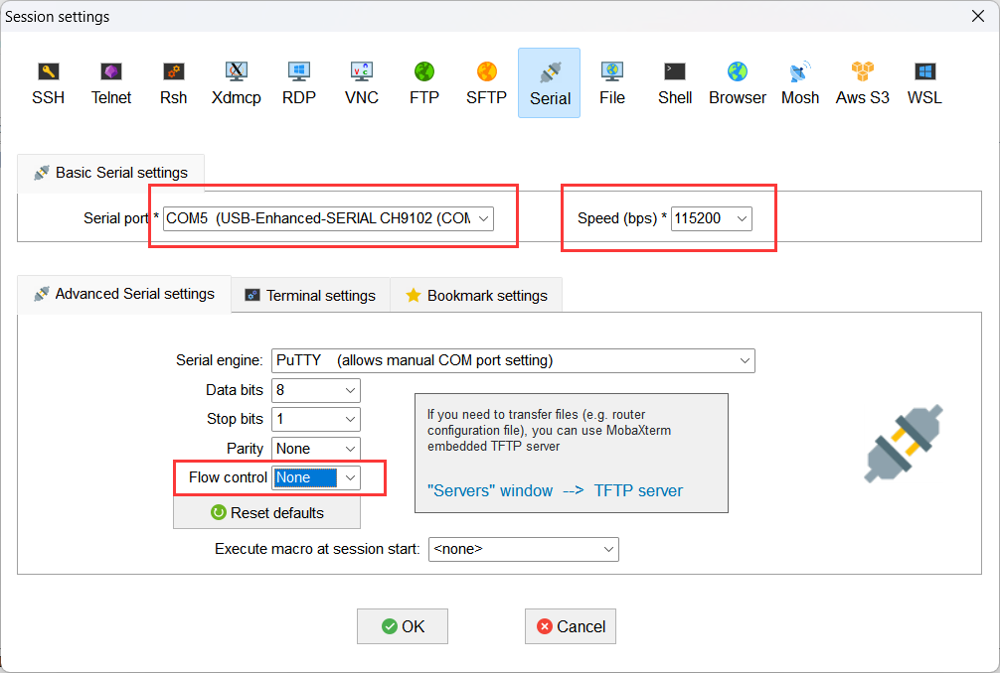 Session settings
SSH Telnet Rsh Xdmcp RDP VNC FTP SFTP Serial File Shell Browser Mosh Aws S3 WSL
Basic Serial settings
Serial port * COM5 (USB-Enhanced-SERIAL CH9102 (COM Speed (bps) * 115200
Advanced Serial settings Terminal settings Bookmark settings
Serial engine: PuTTY (allows manual COM port setting)
Data bits 8
Stop bits 1
Parity None
Flow control None
Reset defaults
If you need to transfer files (e.g. router
configuration file), you can use MobaXterm
embedded TFTP server
"Servers" window --> TFTP server
Execute macro at session start: <none>
OK Cancel